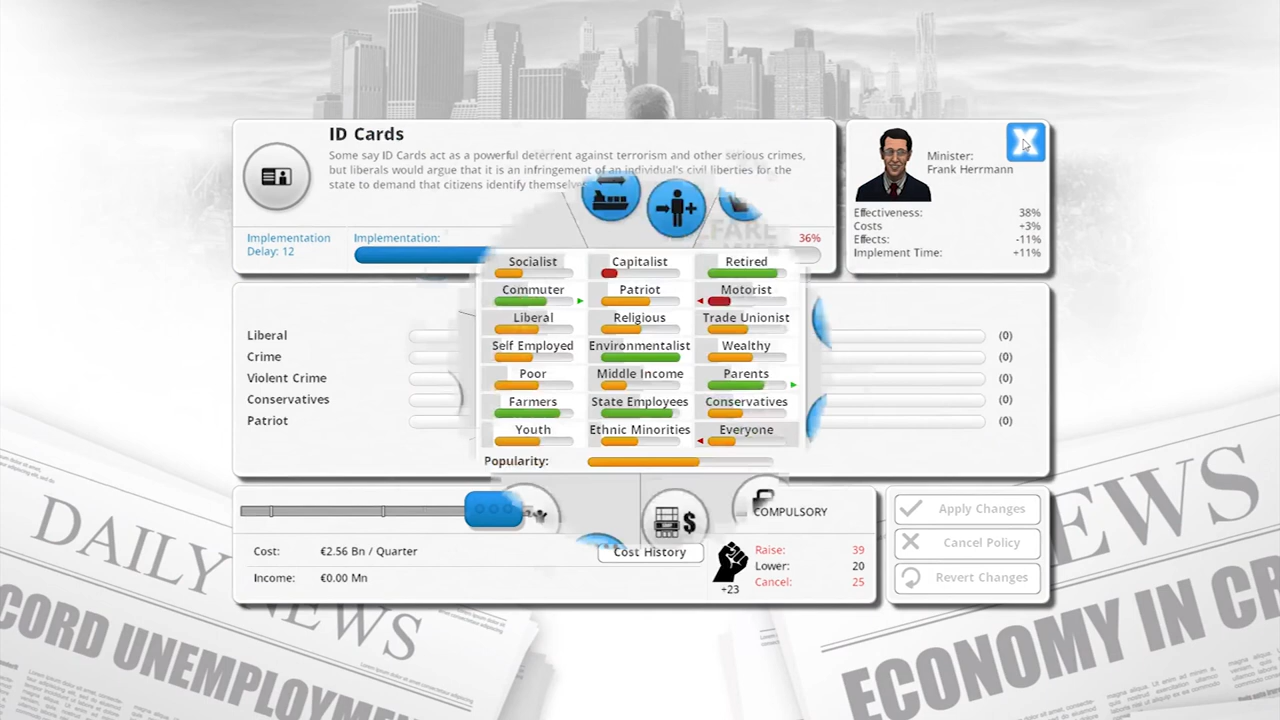 ID Cards
Some say ID Cards act as a powerful deterrent against terrorism and other serious crimes,
but liberals would argue that it is an infringement of an individual's civil liberties for the
state to demand that citizens identify
Minister:
Frank Herrmann
Effectiveness: 38%
Costs +3%
Effects: -11%
Implement Time: +11%
Implementation Implementation: 36%
Delay: 12
Socialist Capitalist Retired
Commuter Patriot Motorist
Liberal Religious Trade Unionist
Self Employed Environmentalist Wealthy
Poor Middle Income Parents
Farmers State Employees Conservatives
Youth Ethnic Minorities Everyone
Popularity:
Liberal (0)
Crime (0)
Violent Crime (0)
Conservatives (0)
Patriot (0)
COMPULSORY
Cost: €2.56 Bn / Quarter
Income: €0.00 Mn
Cost History
+23
Raise: 39
Lower: 20
Cancel: 25
Apply Changes
Cancel Policy
Revert Changes
DAILY NEWS
NEWS
ECONOMY IN